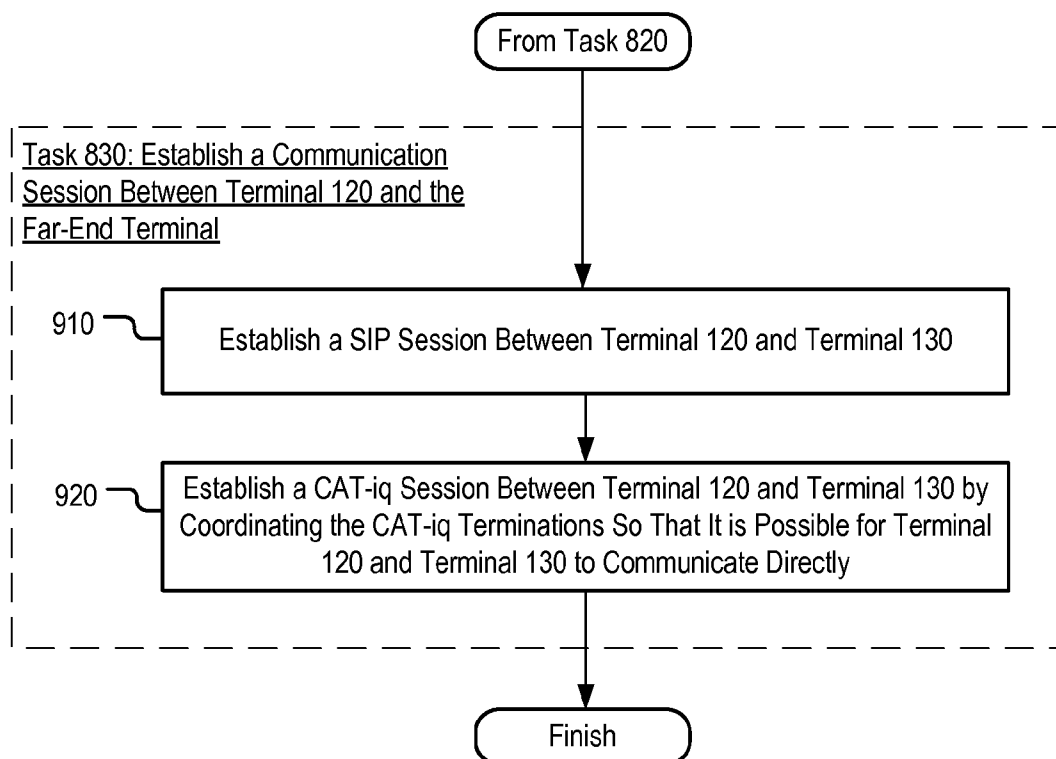 From Task 820
Task 830: Establish a Communication
Session Between Terminal 120 and the
Far-End Terminal
910
Establish a SIP Session Between Terminal 120 and Terminal 130
920
Establish a CAT-iq Session Between Terminal 120 and Terminal 130 by
Coordinating the CAT-iq Terminations So That It is Possible for Terminal
120 and Terminal 130 to Communicate Directly
Finish